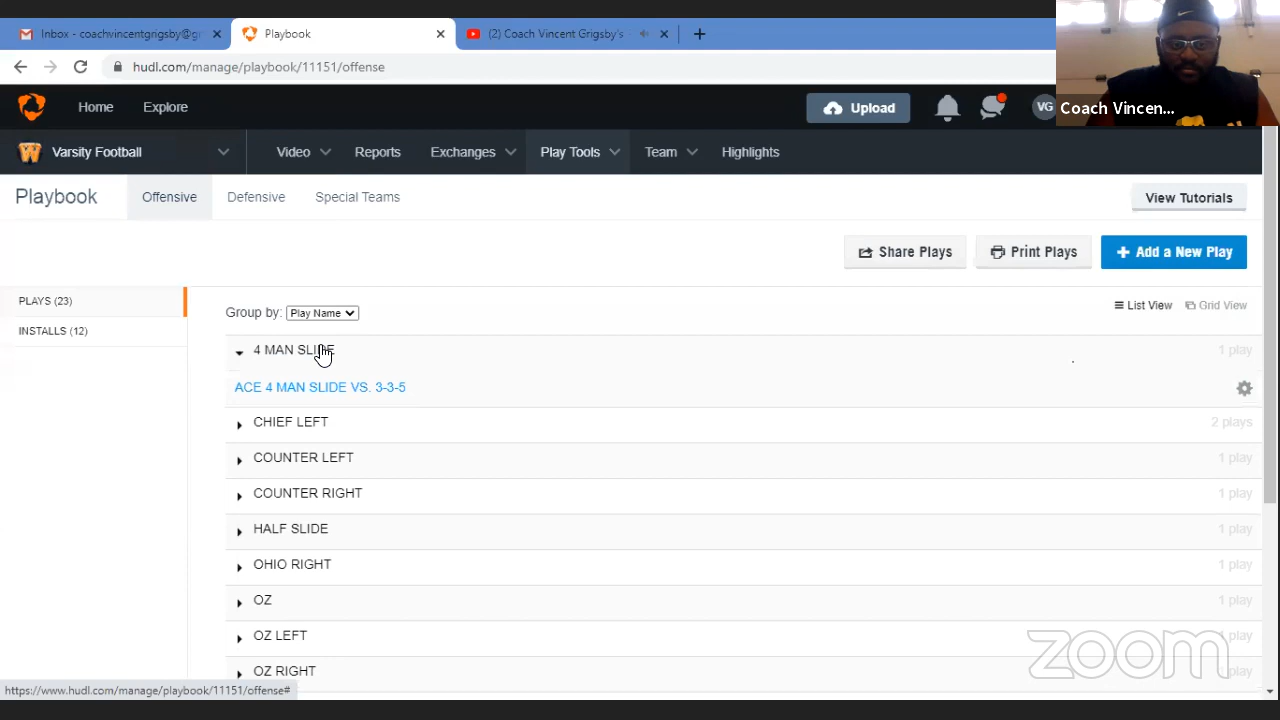 Inbox - coachvincentgrigsby@g
Playbook
(2) Coach Vincent Grigsby's
hudl.com/manage/playbook/11151/offense
Home
Explore
Upload
VG
Coach Vincen...
Varsity Football
Video
Reports
Exchanges
Play Tools
Team
Highlights
Playbook
Offensive
Defensive
Special Teams
View Tutorials
Share Plays
Print Plays
Add a New Play
PLAYS (23)
INSTALLS (12)
Group by: Play Name
List View
Grid View
4 MAN SLIDE
1 play
ACE 4 MAN SLIDE VS. 3-3-5
CHIEF LEFT
2 plays
COUNTER LEFT
1 play
COUNTER RIGHT
1 play
HALF SLIDE
1 play
OHIO RIGHT
1 play
OZ
1 play
OZ LEFT
play
OZ RIGHT
play
zoom
https://www.hudl.com/manage/playbook/11151/offense#